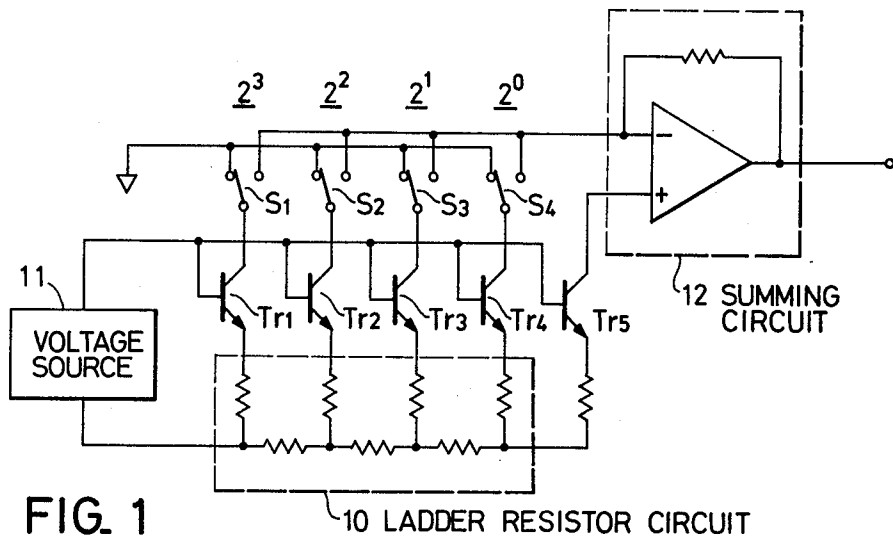 2³ 2² 2¹ 2⁰
−
S1 S2 S3 S4
+
11
12 SUMMING
CIRCUIT
VOLTAGE
SOURCE
Tr1 Tr2 Tr3 Tr4 Tr5
FIG. 1
10 LADDER RESISTOR CIRCUIT